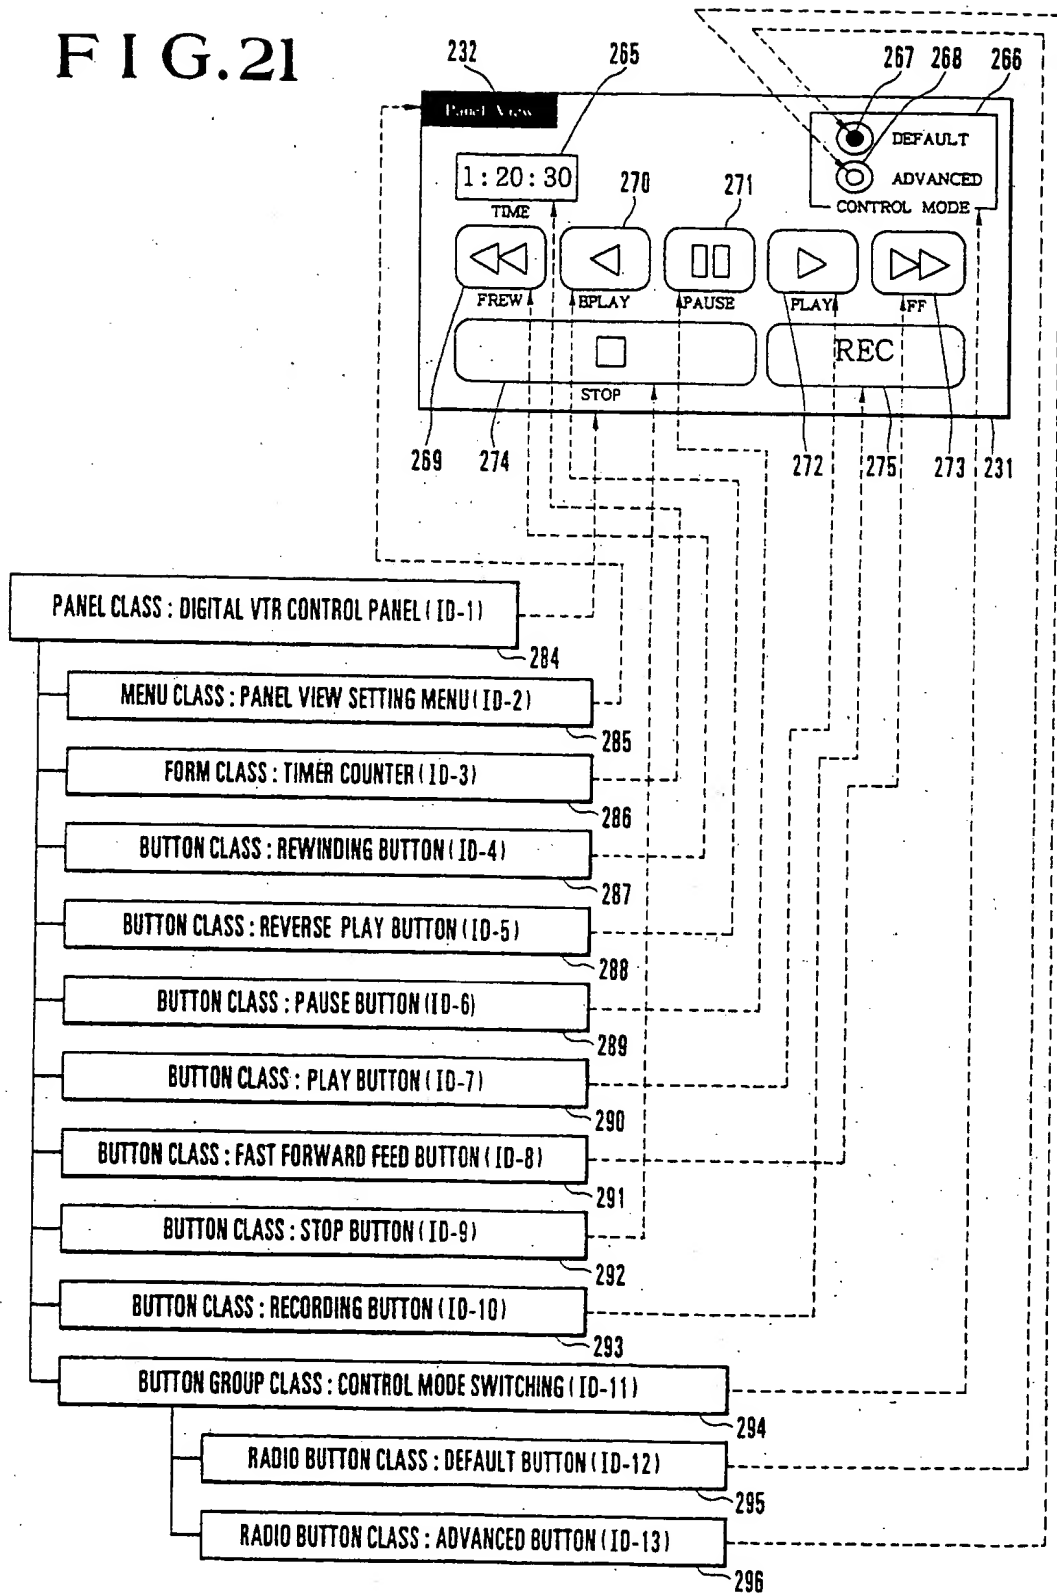 FIG.21
232
265
267
268
266
Panel View
DEFAULT
1:20:30
ADVANCED
TIME
270
271
CONTROL MODE
FREW
BPLAY
PAUSE
PLAY
FF
REC
STOP
269
274
272
275
273
231
PANEL CLASS : DIGITAL VTR CONTROL PANEL (ID-1)
284
MENU CLASS : PANEL VIEW SETTING MENU (ID-2)
285
FORM CLASS : TIMER COUNTER (ID-3)
286
BUTTON CLASS : REWINDING BUTTON (ID-4)
287
BUTTON CLASS : REVERSE PLAY BUTTON (ID-5)
288
BUTTON CLASS : PAUSE BUTTON (ID-6)
289
BUTTON CLASS : PLAY BUTTON (ID-7)
290
BUTTON CLASS : FAST FORWARD FEED BUTTON (ID-8)
291
BUTTON CLASS : STOP BUTTON (ID-9)
292
BUTTON CLASS : RECORDING BUTTON (ID-10)
293
BUTTON GROUP CLASS : CONTROL MODE SWITCHING (ID-11)
294
RADIO BUTTON CLASS : DEFAULT BUTTON (ID-12)
295
RADIO BUTTON CLASS : ADVANCED BUTTON (ID-13)
296